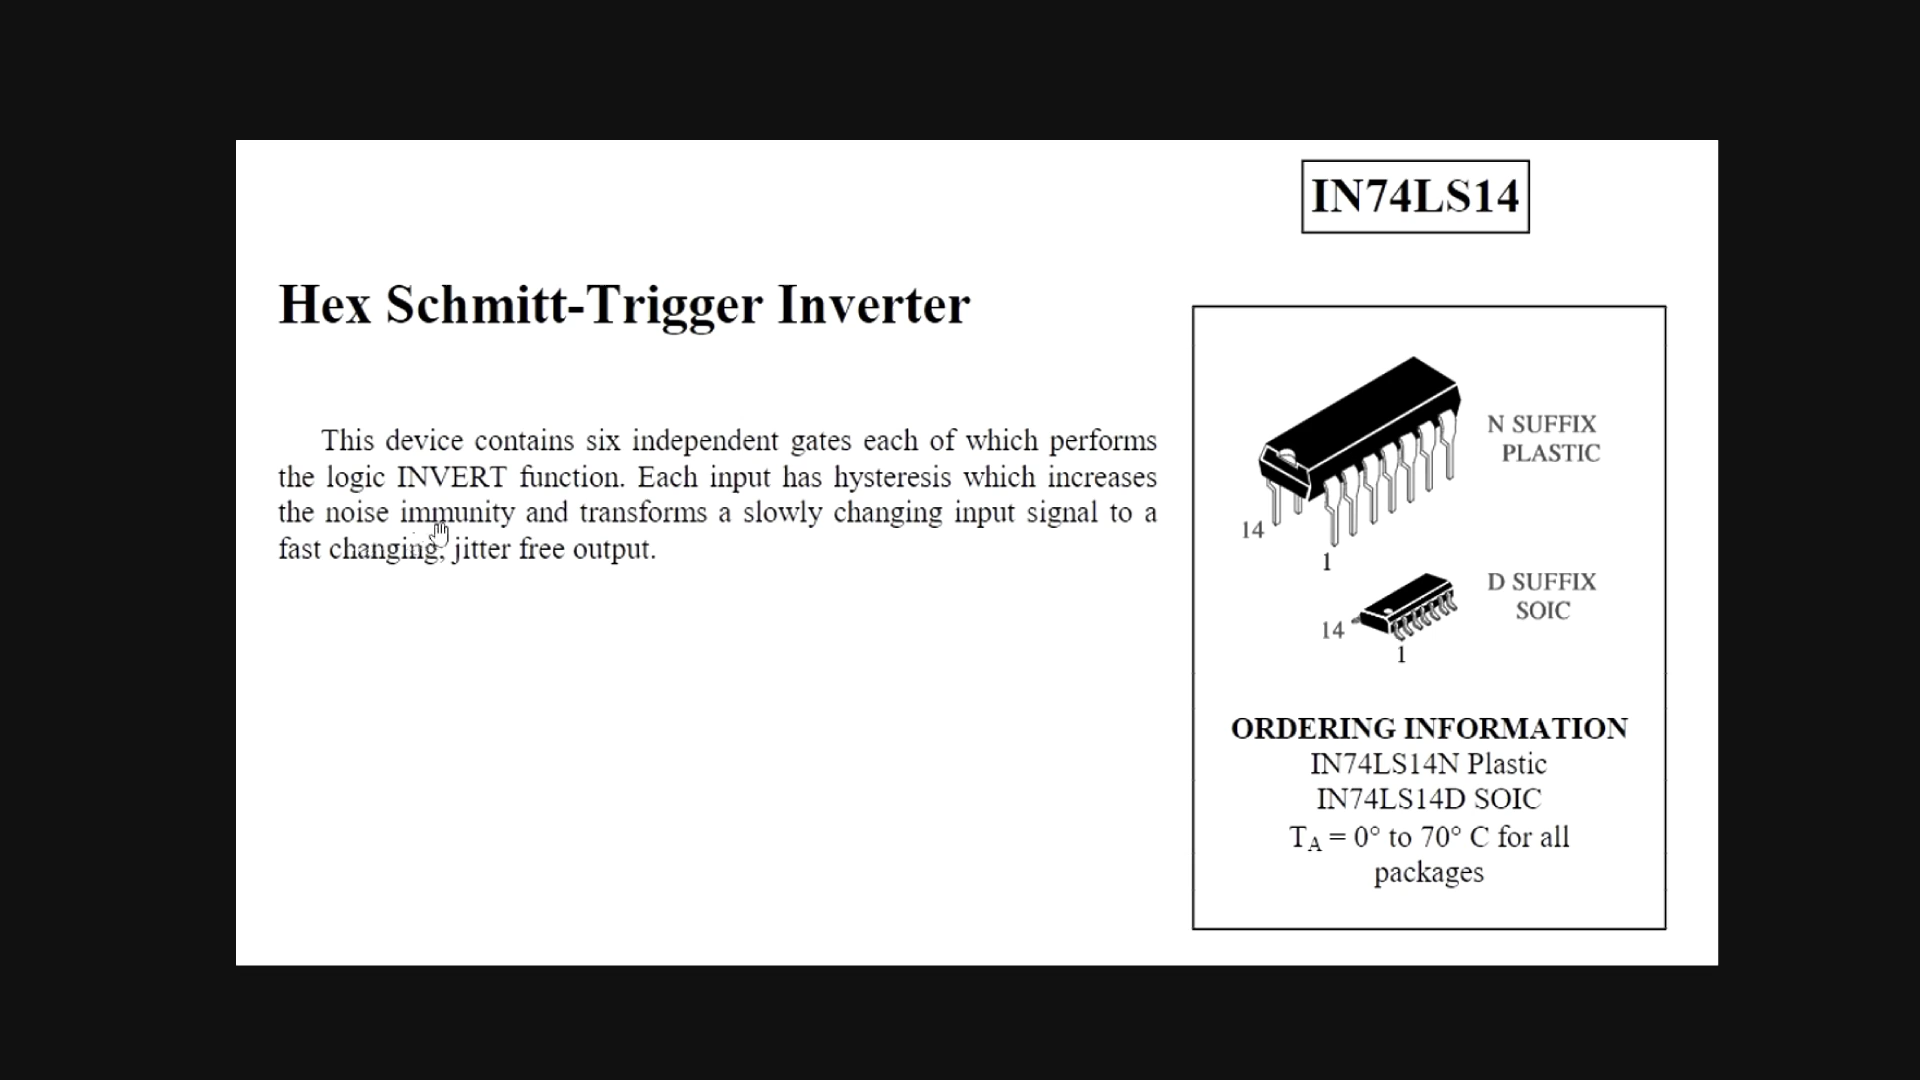 IN74LS14
Hex Schmitt-Trigger Inverter
This device contains six independent gates each of which performs
the logic INVERT function. Each input has hysteresis which increases
the noise immunity and transforms a slowly changing input signal to a
fast changing, jitter free output.
N SUFFIX
PLASTIC
14
1
D SUFFIX
SOIC
14
1
ORDERING INFORMATION
IN74LS14N Plastic
IN74LS14D SOIC
TA = 0° to 70° C for all
packages